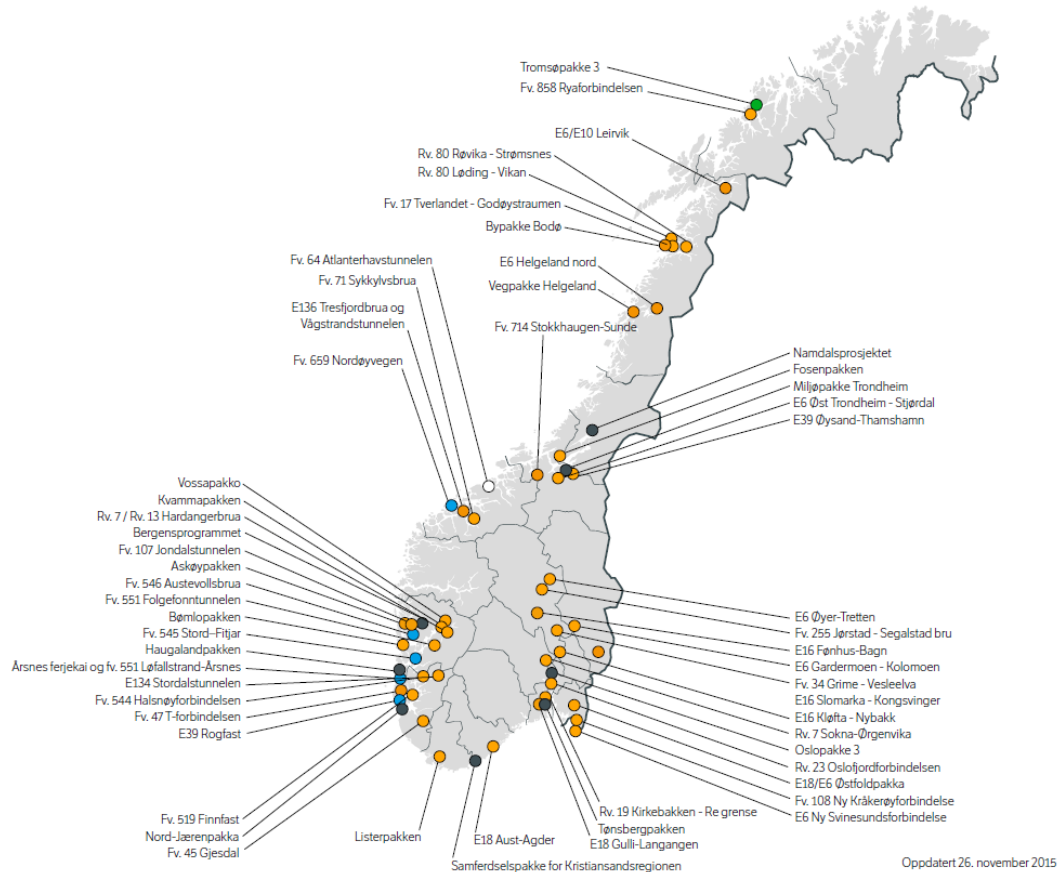 Tromsøpakke 3
Fv. 858 Ryaforbindelsen
E6/E10 Leirvik
Rv. 80 Røvika - Strømsnes
Rv. 80 Løding - Vikan
Fv. 17 Tverlandet - Godøystraumen
Bypakke Bodø
Fv. 64 Atlanterhavstunnelen
E6 Helgeland nord
Fv. 71 Sykkylvsbrua
Vegpakke Helgeland
E136 Tresfjordbrua og
Vågstrandstunnelen
Fv. 714 Stokkhaugen-Sunde
Fv. 659 Nordøyvegen
Namdalsprosjektet
Fosenpakken
Miljøpakke Trondheim
E6 Øst Trondheim - Stjørdal
E39 Øysand-Thamshamn
Vossapakko
Kvammapakken
Rv. 7 / Rv. 13 Hardangerbrua
Bergensprogrammet
Fv. 107 Jondalstunnelen
Askøypakken
Fv. 546 Austevollsbrua
Fv. 551 Folgefonntunnelen
Bømlopakken
Fv. 545 Stord–Fitjar
Haugalandpakken
Årsnes ferjekai og fv. 551 Løfallstrand-Årsnes
E134 Stordalstunnelen
Fv. 544 Halsnøyforbindelsen
Fv. 47 T-forbindelsen
E39 Rogfast
E6 Øyer-Tretten
Fv. 255 Jørstad - Segalstad bru
E16 Fønhus-Bagn
E6 Gardermoen - Kolomoen
Fv. 34 Grime - Vesleelva
E16 Slomarka - Kongsvinger
E16 Kløfta - Nybakk
Rv. 7 Sokna-Ørgenvika
Oslopakke 3
Rv. 23 Oslofjordforbindelsen
E18/E6 Østfoldpakka
Fv. 108 Ny Kråkerøyforbindelse
E6 Ny Svinesundsforbindelse
Fv. 519 Finnfast
Nord-Jærenpakka
Fv. 45 Gjesdal
Listerpakken
E18 Aust-Agder
Samferdselspakke for Kristiansandsregionen
Rv. 19 Kirkebakken - Re grense
Tønsbergpakken
E18 Gulli-Langangen
Oppdatert 26. november 2015